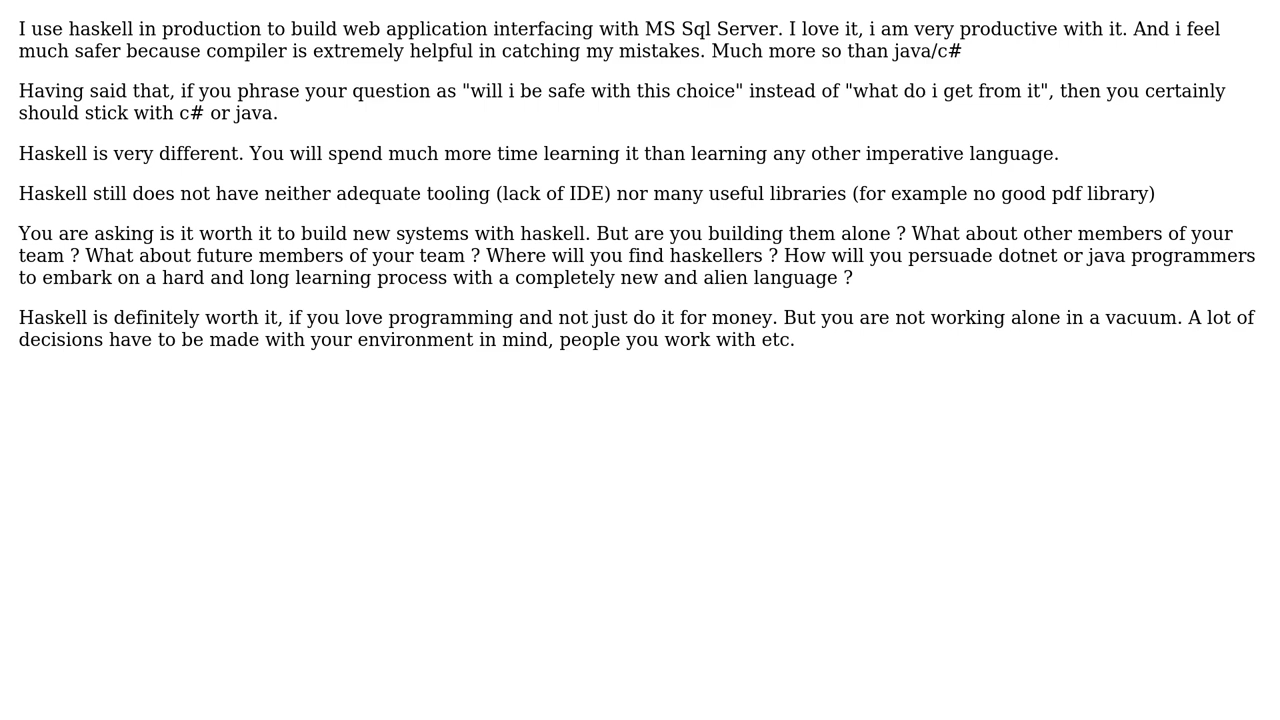 I use haskell in production to build web application interfacing with MS Sql Server. I love it, i am very productive with it. And i feel
much safer because compiler is extremely helpful in catching my mistakes. Much more so than java/c#
Having said that, if you phrase your question as "will i be safe with this choice" instead of "what do i get from it", then you certainly
should stick with c# or java.
Haskell is very different. You will spend much more time learning it than learning any other imperative language.
Haskell still does not have neither adequate tooling (lack of IDE) nor many useful libraries (for example no good pdf library)
You are asking is it worth it to build new systems with haskell. But are you building them alone ? What about other members of your
team ? What about future members of your team ? Where will you find haskellers ? How will you persuade dotnet or java programmers
to embark on a hard and long learning process with a completely new and alien language ?
Haskell is definitely worth it, if you love programming and not just do it for money. But you are not working alone in a vacuum. A lot of
decisions have to be made with your environment in mind, people you work with etc.